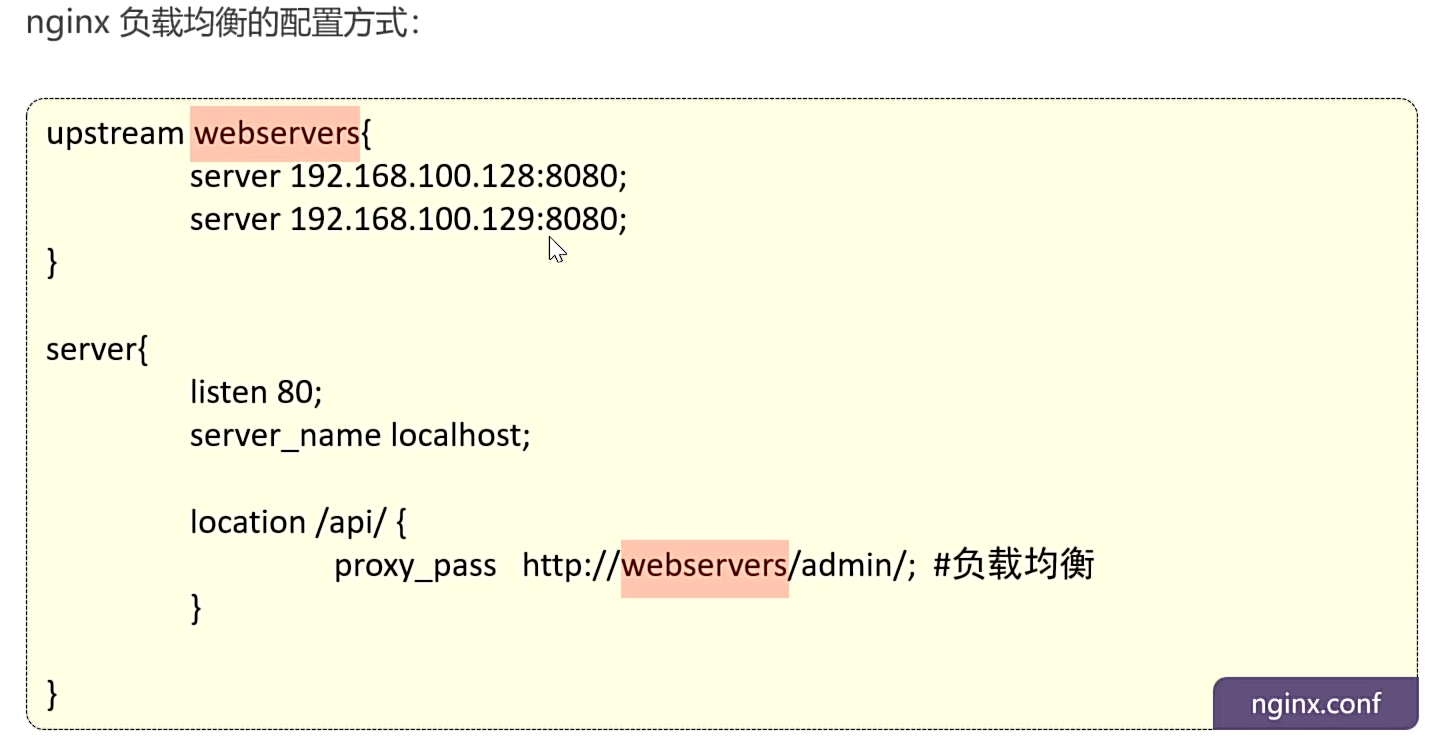 nginx 负载均衡的配置方式：
upstream webservers{
server 192.168.100.128:8080;
server 192.168.100.129:8080;
}
server{
listen 80;
server_name localhost;
location /api/ {
proxy_pass http://webservers/admin/; #负载均衡
}
}
nginx.conf